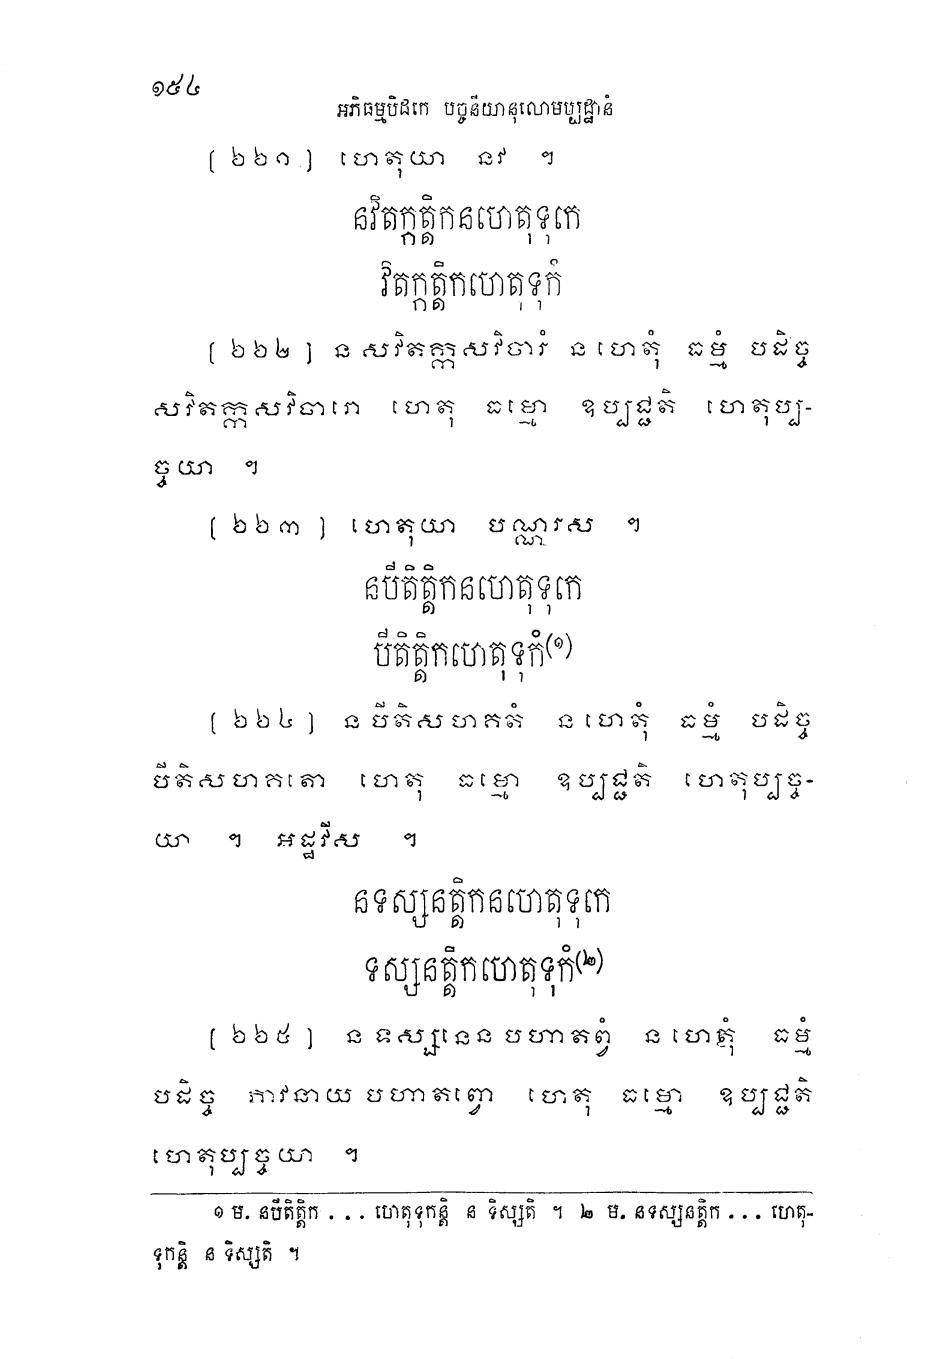 ១៥៤
អភិធម្មបិដកេ បច្ចនីយានុលោមប្បដ្ឋានំ
[ ២២១ ] ហេតុយា នវ ។
នវិតក្កត្តិកនហេតុទុកេ
វិតក្កត្តិកហេតុទុកំ
[ ២២២ ] ន សវិតក្កសវិចារំ ន ហេតុំ ធម្មំ បដិច្ច
សវិតក្កសវិចារោ ហេតុ ធម្មោ ឧប្បជ្ជតិ ហេតុប្ប-
ច្ចយា ។
[ ២២៣ ] ហេតុយា បណ្ណរស ។
នបីតិត្តិកនហេតុទុកេ
បីតិត្តិកហេតុទុកំ(១)
[ ២២៤ ] ន បីតិសហគតំ ន ហេតុំ ធម្មំ បដិច្ច
បីតិសហគតោ ហេតុ ធម្មោ ឧប្បជ្ជតិ ហេតុប្បច្ច-
យា ។ អដ្ឋវីស ។
នទស្សនត្តិកនហេតុទុកេ
ទស្សនត្តិកហេតុទុកំ(២)
[ ២២៥ ] ន ទស្សនេន បហាតព្វំ ន ហេតុំ ធម្មំ
បដិច្ច ភាវនាយ បហាតព្វោ ហេតុ ធម្មោ ឧប្បជ្ជតិ
ហេតុប្បច្ចយា ។
១ ម. នបីតិត្តិក . . . ហេតុទុកន្តិ ន ទិស្សតិ ។ ២ ម. នទស្សនត្តិក . . . ហេតុ-
ទុកន្តិ ន ទិស្សតិ ។